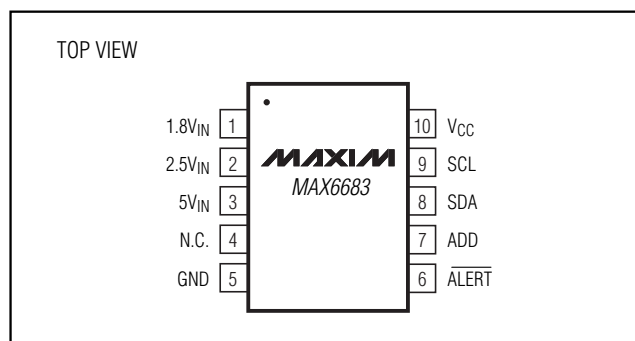 TOP VIEW
1.8VIN 1 10 VCC
2.5VIN 2 MAXIM 9 SCL
5VIN 3 MAX6683 8 SDA
N.C. 4 7 ADD
GND 5 6 ALERT